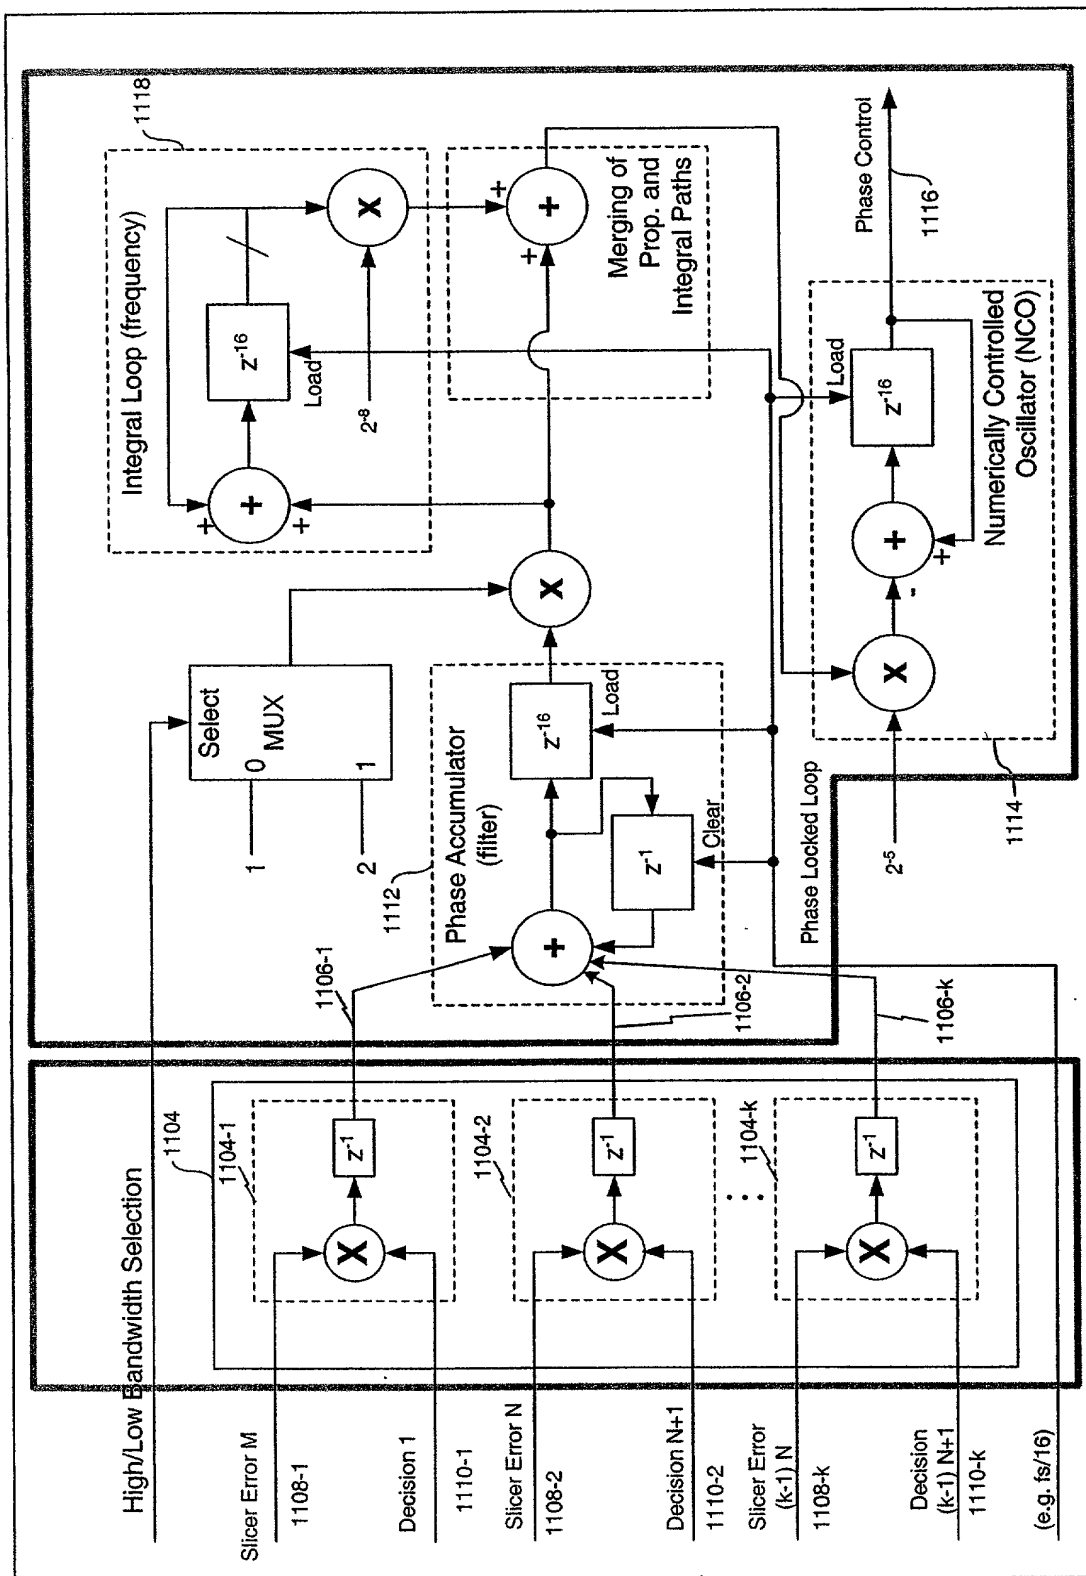 High/Low Bandwidth Selection
Slicer Error M
1108-1
Decision 1
1110-1
Slicer Error N
1108-2
Decision N+1
1110-2
Slicer Error
(k-1) N
1108-k
Decision
(k-1) N+1
1110-k
(e.g. fs/16)
1104
1104-1
X
z⁻¹
1104-2
X
z⁻¹
1104-k
X
z⁻¹
1106-1
1106-2
1106-k
1
2
0
1
Select
MUX
1112
Phase Accumulator
(filter)
+
z⁻¹
Clear
z⁻¹⁶
Load
X
Integral Loop (frequency)
1118
+
+
+
z⁻¹⁶
Load
2⁻⁸
X
+
+
+
Merging of
Prop. and
Integral Paths
Phase Locked Loop
2⁻⁵
1114
X
-
+
+
z⁻¹⁶
Load
Numerically Controlled
Oscillator (NCO)
Phase Control
1116